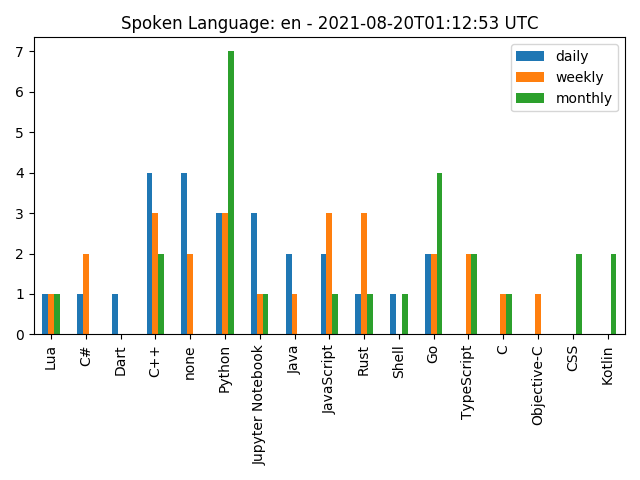 Spoken Language: en - 2021-08-20T01:12:53 UTC
daily
weekly
monthly
7
6
5
4
3
2
1
0
Lua
C#
Dart
C++
none
Python
Jupyter Notebook
Java
JavaScript
Rust
Shell
Go
TypeScript
C
Objective-C
CSS
Kotlin